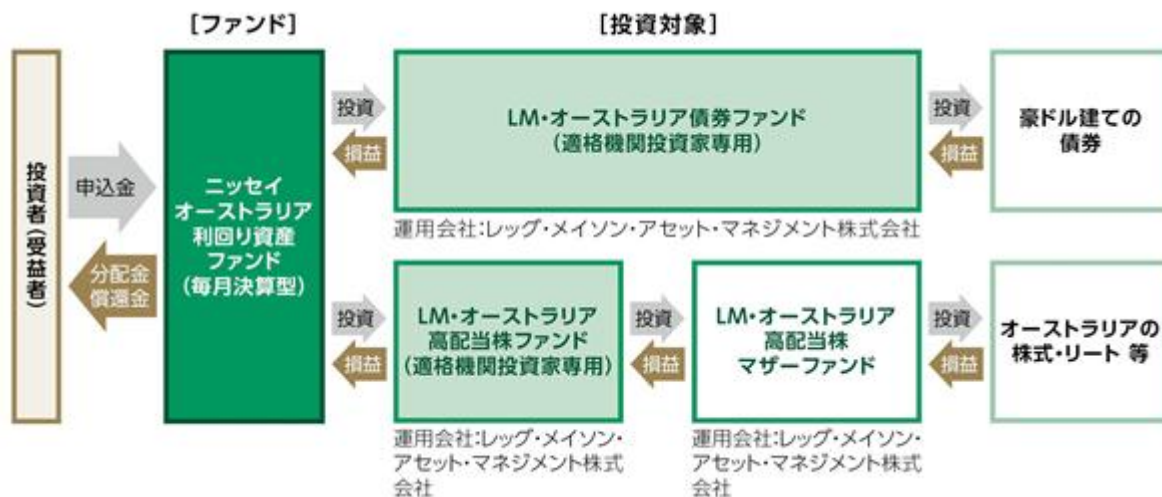 [ファンド]
[投資対象]
投資者(受益者)
申込金
分配金
償還金
ニッセイ
オーストラリア
利回り資産
ファンド
(毎月決算型)
投資
損益
LM・オーストラリア債券ファンド
(適格機関投資家専用)
運用会社:レッグ・メイソン・アセット・マネジメント株式会社
投資
損益
豪ドル建ての
債券
投資
損益
LM・オーストラリア
高配当株ファンド
(適格機関投資家専用)
運用会社:レッグ・メイソン・
アセット・マネジメント株式
会社
投資
損益
LM・オーストラリア
高配当株
マザーファンド
運用会社:レッグ・メイソン・
アセット・マネジメント株式
会社
投資
損益
オーストラリアの
株式・リート 等